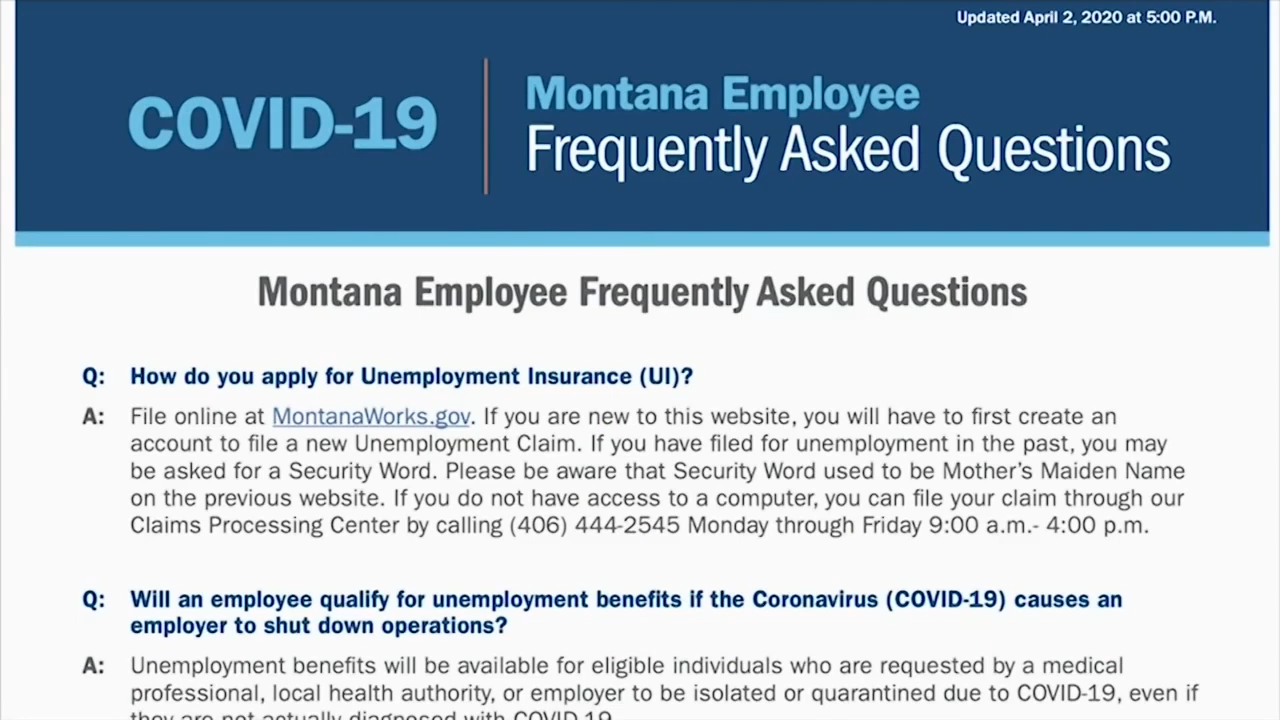 Updated April 2, 2020 at 5:00 P.M.
COVID-19
Montana Employee
Frequently Asked Questions
Montana Employee Frequently Asked Questions
Q: How do you apply for Unemployment Insurance (UI)?
A: File online at MontanaWorks.gov. If you are new to this website, you will have to first create an
account to file a new Unemployment Claim. If you have filed for unemployment in the past, you may
be asked for a Security Word. Please be aware that Security Word used to be Mother's Maiden Name
on the previous website. If you do not have access to a computer, you can file your claim through our
Claims Processing Center by calling (406) 444-2545 Monday through Friday 9:00 a.m.- 4:00 p.m.
Q: Will an employee qualify for unemployment benefits if the Coronavirus (COVID-19) causes an
employer to shut down operations?
A: Unemployment benefits will be available for eligible individuals who are requested by a medical
professional, local health authority, or employer to be isolated or quarantined due to COVID-19, even if
they are not actually diagnosed with COVID-19.